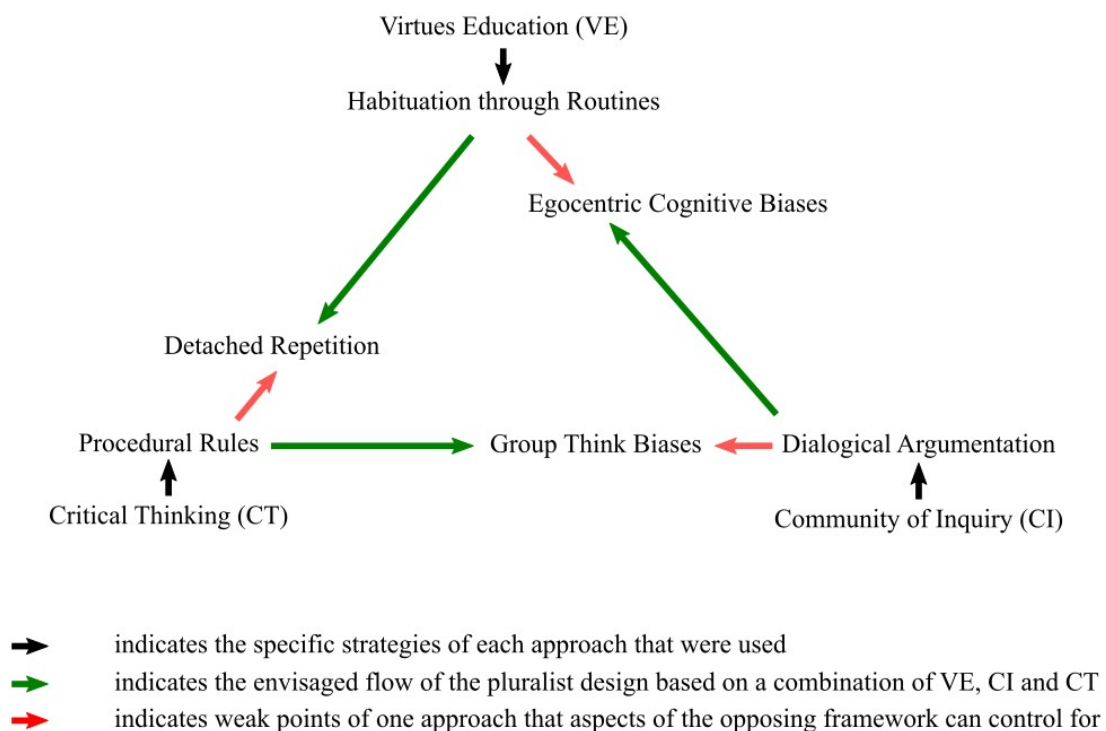 Virtues Education (VE)
Habituation through Routines
Egocentric Cognitive Biases
Detached Repetition
Procedural Rules
Group Think Biases
Dialogical Argumentation
Critical Thinking (CT)
Community of Inquiry (CI)
indicates the specific strategies of each approach that were used
indicates the envisaged flow of the pluralist design based on a combination of VE, CI and CT
indicates weak points of one approach that aspects of the opposing framework can control for